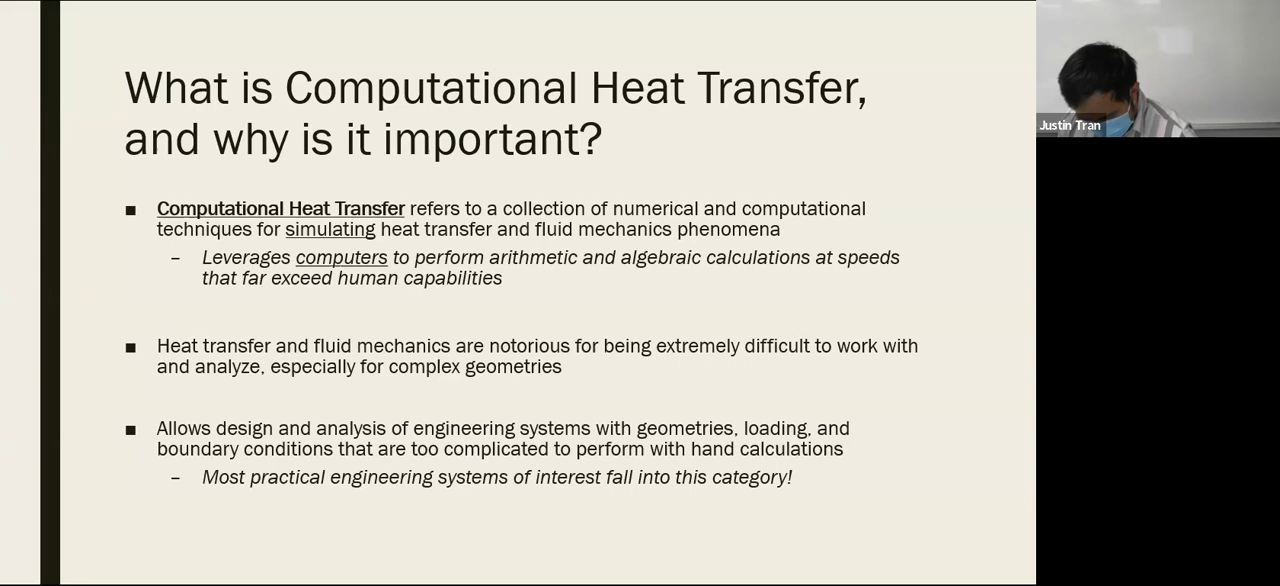 What is Computational Heat Transfer,
and why is it important?
■ Computational Heat Transfer refers to a collection of numerical and computational
techniques for simulating heat transfer and fluid mechanics phenomena
– Leverages computers to perform arithmetic and algebraic calculations at speeds
that far exceed human capabilities
■ Heat transfer and fluid mechanics are notorious for being extremely difficult to work with
and analyze, especially for complex geometries
■ Allows design and analysis of engineering systems with geometries, loading, and
boundary conditions that are too complicated to perform with hand calculations
– Most practical engineering systems of interest fall into this category!
Justin Tran